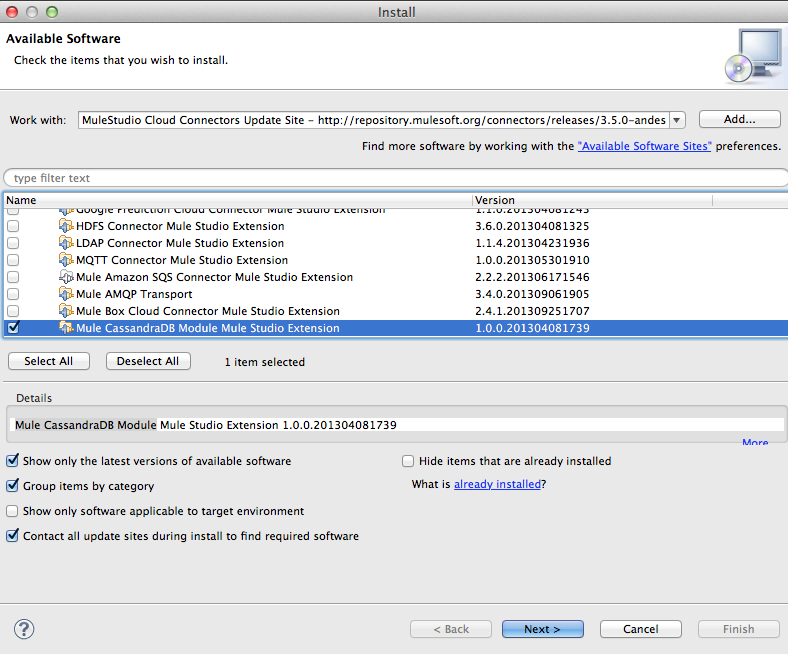 Install
Available Software
Check the items that you wish to install.
Work with: MuleStudio Cloud Connectors Update Site - http://repository.mulesoft.org/connectors/releases/3.5.0-andes Add...
Find more software by working with the "Available Software Sites" preferences.
type filter text
Name Version
Google Prediction Cloud Connector Mule Studio Extension 1.1.0.201304081243
HDFS Connector Mule Studio Extension 3.6.0.201304081325
LDAP Connector Mule Studio Extension 1.1.4.201304231936
MQTT Connector Mule Studio Extension 1.0.0.201305301910
Mule Amazon SQS Connector Mule Studio Extension 2.2.2.201306171546
Mule AMQP Transport 3.4.0.201309061905
Mule Box Cloud Connector Mule Studio Extension 2.4.1.201309251707
Mule CassandraDB Module Mule Studio Extension 1.0.0.201304081739
Select All Deselect All 1 item selected
Details
Mule CassandraDB Module Mule Studio Extension 1.0.0.201304081739
More
Show only the latest versions of available software Hide items that are already installed
Group items by category What is already installed?
Show only software applicable to target environment
Contact all update sites during install to find required software
? < Back Next > Cancel Finish